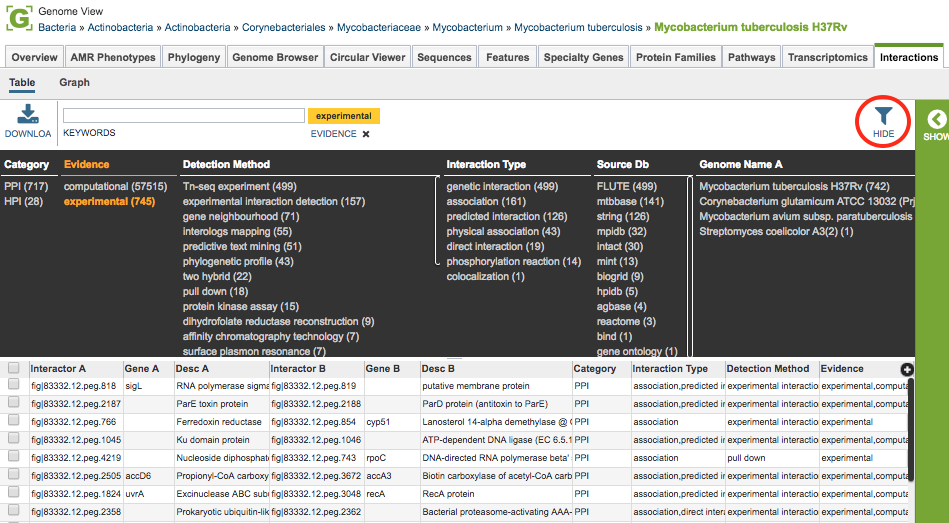 G Genome View
Bacteria » Actinobacteria » Actinobacteria » Corynebacteriales » Mycobacteriaceae » Mycobacterium » Mycobacterium tuberculosis » Mycobacterium tuberculosis H37Rv
Overview AMR Phenotypes Phylogeny Genome Browser Circular Viewer Sequences Features Specialty Genes Protein Families Pathways Transcriptomics Interactions
Table Graph
experimental
DOWNLOA KEYWORDS EVIDENCE ✖ HIDE SHOW
Category Evidence Detection Method Interaction Type Source Db Genome Name A
PPI (717) computational (57515) Tn-seq experiment (499) genetic interaction (499) FLUTE (499) Mycobacterium tuberculosis H37Rv (742)
HPI (28) experimental (745) experimental interaction detection (157) association (161) mtbbase (141) Corynebacterium glutamicum ATCC 13032 (Prj
gene neighbourhood (71) predicted interaction (126) string (126) Mycobacterium avium subsp. paratuberculosis
interologs mapping (55) physical association (43) mpidb (32) Streptomyces coelicolor A3(2) (1)
predictive text mining (51) direct interaction (19) intact (30)
phylogenetic profile (43) phosphorylation reaction (14) mint (13)
two hybrid (22) colocalization (1) biogrid (9)
pull down (18) hpidb (5)
protein kinase assay (15) agbase (4)
dihydrofolate reductase reconstruction (9) reactome (3)
affinity chromatography technology (7) bind (1)
surface plasmon resonance (7) gene ontology (1)
Interactor A Gene A Desc A Interactor B Gene B Desc B Category Interaction Type Detection Method Evidence
fig|83332.12.peg.818 sigL RNA polymerase sigma fig|83332.12.peg.819 putative membrane protein PPI association,predicted in experimental interactio experimental,computa
fig|83332.12.peg.2187 ParE toxin protein fig|83332.12.peg.2188 ParD protein (antitoxin to ParE) PPI association,predicted in experimental interactio experimental,computa
fig|83332.12.peg.766 Ferredoxin reductase fig|83332.12.peg.854 cyp51 Lanosterol 14-alpha demethylase @ C PPI association experimental interactio experimental
fig|83332.12.peg.1045 Ku domain protein fig|83332.12.peg.1046 ATP-dependent DNA ligase (EC 6.5.1 PPI association,predicted in experimental interactio experimental,computa
fig|83332.12.peg.4219 Nucleoside diphosphate fig|83332.12.peg.743 rpoC DNA-directed RNA polymerase beta' PPI association pull down experimental
fig|83332.12.peg.2505 accD6 Propionyl-CoA carboxy fig|83332.12.peg.3672 accA3 Biotin carboxylase of acetyl-CoA carb PPI association,predicted in experimental interactio experimental,computa
fig|83332.12.peg.1824 uvrA Excinuclease ABC sub fig|83332.12.peg.3048 recA RecA protein PPI association,predicted in experimental interactio experimental,computa
fig|83332.12.peg.2358 Prokaryotic ubiquitin-lik fig|83332.12.peg.2362 Bacterial proteasome-activating AAA- PPI association,direct intera experimental interactio experimental,computa